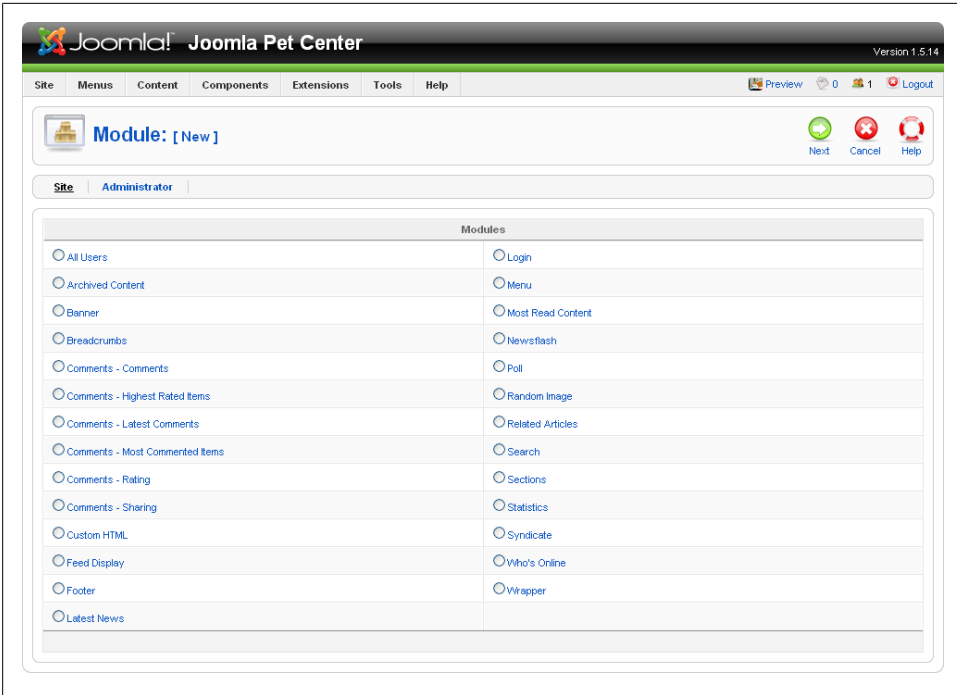 Joomla!™ Joomla Pet Center
Version 1.5.14
Site Menus Content Components Extensions Tools Help Preview 0 1 Logout
Module: [ New ]
Next Cancel Help
Site Administrator
Modules
All Users Login
Archived Content Menu
Banner Most Read Content
Breadcrumbs Newsflash
Comments - Comments Poll
Comments - Highest Rated Items Random Image
Comments - Latest Comments Related Articles
Comments - Most Commented Items Search
Comments - Rating Sections
Comments - Sharing Statistics
Custom HTML Syndicate
Feed Display Who's Online
Footer Wrapper
Latest News